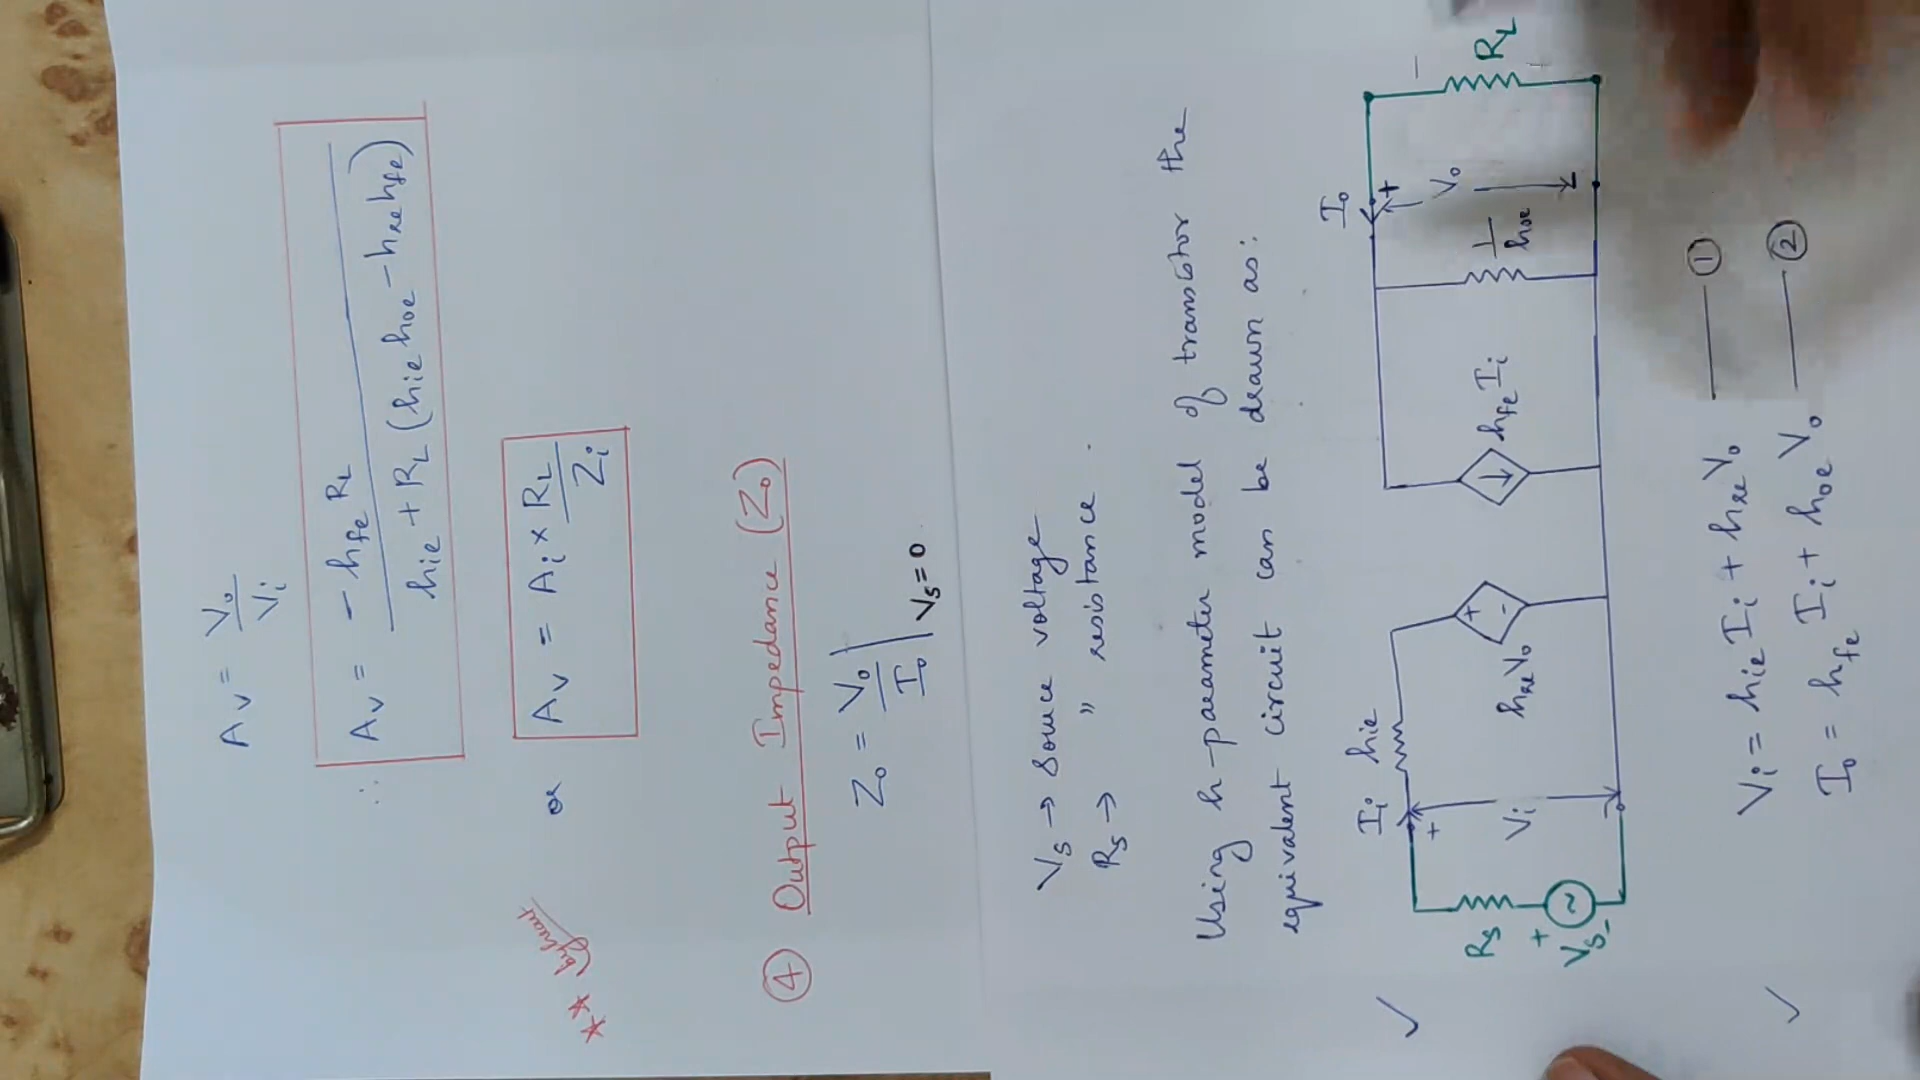 Av = Vo/Vi
∴ Av = - hfe RL / hie + RL (hie hoe - hre hfe)
or Av = Ai × RL/Zi
** by heart
④ Output Impedance (Zo)
Zo = Vo/Io | Vs = 0
Vs → Source voltage
Rs → " resistance.
Using h-parameter model of transistor the
equivalent circuit can be drawn as:
Ii hie Io
+ Vi hre Vo + - hfe Ii 1/hoe + Vo - RL
Rs + Vs - ~
Vi = hie Ii + hre Vo — ①
Io = hfe Ii + hoe Vo — ②